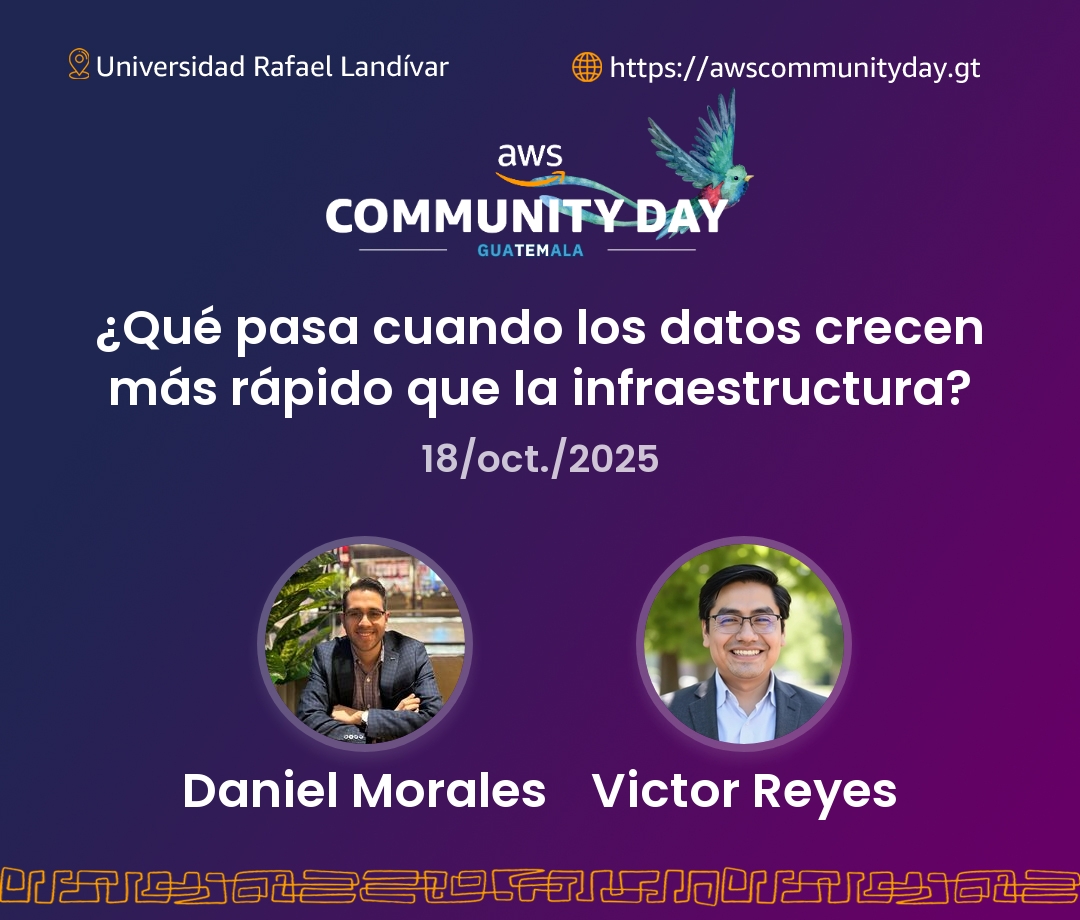 Universidad Rafael Landívar
https://awscommunityday.gt
aws
COMMUNITY DAY
GUATEMALA
¿Qué pasa cuando los datos crecen
más rápido que la infraestructura?
18/oct./2025
Daniel Morales
Victor Reyes